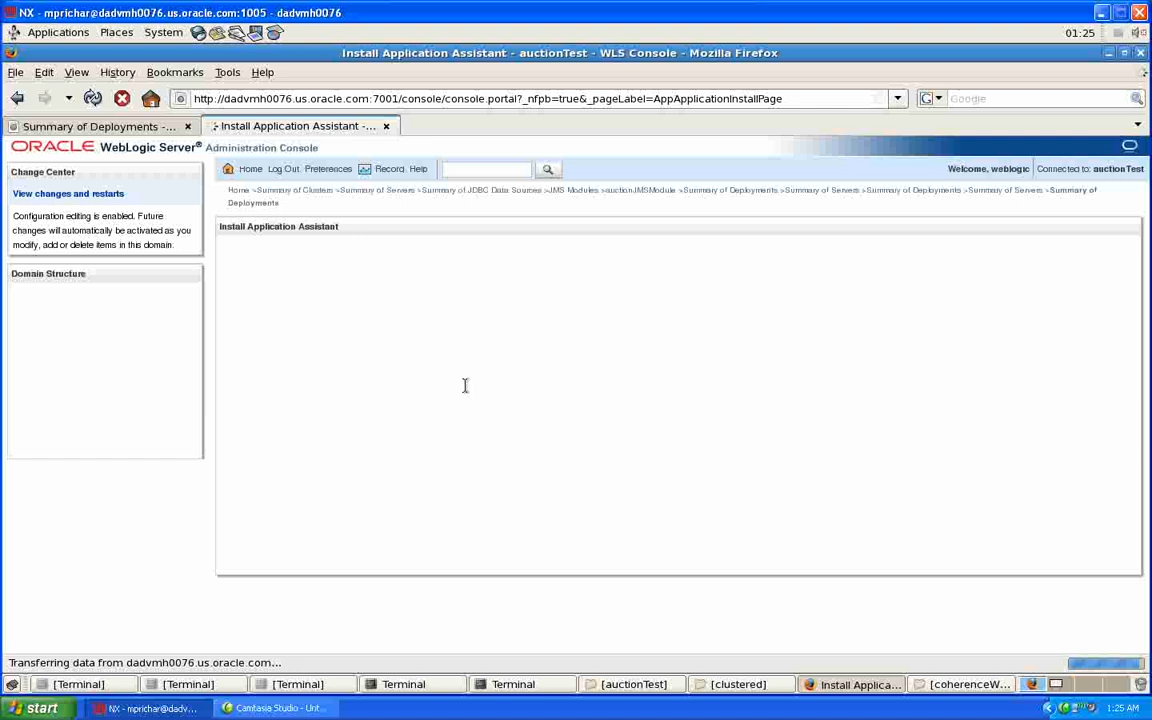 NX - mprichar@dadvmh0076.us.oracle.com:1005 - dadvmh0076
Applications Places System 01:25
Install Application Assistant - auctionTest - WLS Console - Mozilla Firefox
File Edit View History Bookmarks Tools Help
http://dadvmh0076.us.oracle.com:7001/console/console.portal?_nfpb=true&_pageLabel=AppApplicationInstallPage Google
Summary of Deployments -... Install Application Assistant -...
ORACLE WebLogic Server® Administration Console
Change Center
View changes and restarts
Configuration editing is enabled. Future
changes will automatically be activated as you
modify, add or delete items in this domain.
Domain Structure
Home Log Out Preferences Record Help Welcome, weblogic Connected to: auctionTest
Home >Summary of Clusters >Summary of Servers >Summary of JDBC Data Sources >JMS Modules >auctionJMSModule >Summary of Deployments >Summary of Servers >Summary of Deployments >Summary of Servers >Summary of
Deployments
Install Application Assistant
Transferring data from dadvmh0076.us.oracle.com...
[Terminal] [Terminal] [Terminal] Terminal Terminal [auctionTest] [clustered] Install Applica... [coherenceW...
start NX - mprichar@dadv... Camtasia Studio - Unt... 1:25 AM